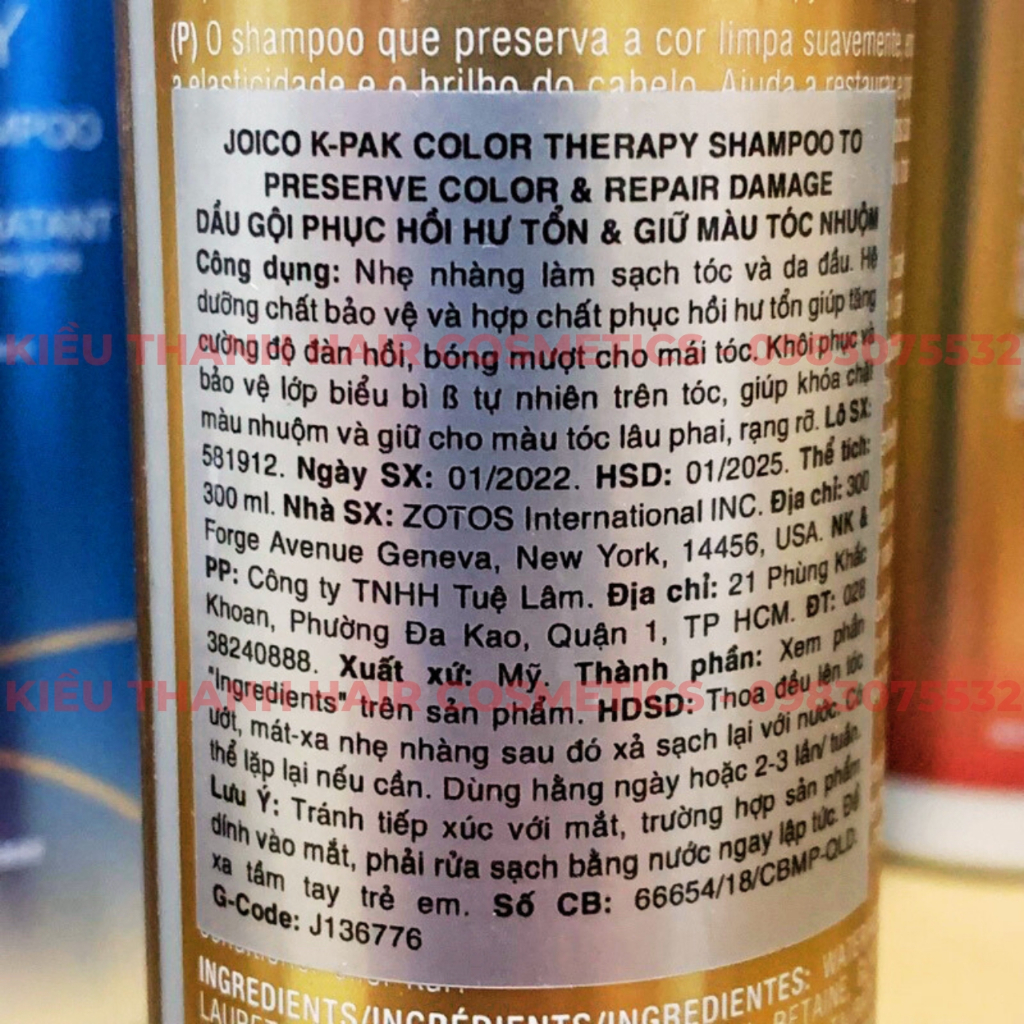 (P) O shampoo que preserva a cor limpa suavemente,
a elasticidade e o brilho do cabelo. Ajuda a restaurar
JOICO K-PAK COLOR THERAPY SHAMPOO TO
PRESERVE COLOR & REPAIR DAMAGE
DẦU GỘI PHỤC HỒI HƯ TỔN & GIỮ MÀU TÓC NHUỘM
Công dụng: Nhẹ nhàng làm sạch tóc và da đầu. Hệ
dưỡng chất bảo vệ và hợp chất phục hồi hư tổn giúp tăng
cường độ đàn hồi, bóng mượt cho mái tóc. Khôi phục và
bảo vệ lớp biểu bì ß tự nhiên trên tóc, giúp khóa chặt
màu nhuộm và giữ cho màu tóc lâu phai, rạng rỡ. Lô SX:
581912. Ngày SX: 01/2022. HSD: 01/2025. Thể tích:
300 ml. Nhà SX: ZOTOS International INC. Địa chỉ: 300
Forge Avenue Geneva, New York, 14456, USA. NK &
PP: Công ty TNHH Tuệ Lâm. Địa chỉ: 21 Phùng Khắc
Khoan, Phường Đa Kao, Quận 1, TP HCM. ĐT: 028
38240888. Xuất xứ: Mỹ. Thành phần: Xem phần
"Ingredients" trên sản phẩm. HDSD: Thoa đều lên tóc
ướt, mát-xa nhẹ nhàng sau đó xả sạch lại với nước. Có
thể lặp lại nếu cần. Dùng hằng ngày hoặc 2-3 lần/ tuần.
Lưu Ý: Tránh tiếp xúc với mắt, trường hợp sản phẩm
dính vào mắt, phải rửa sạch bằng nước ngay lập tức. Để
xa tầm tay trẻ em. Số CB: 66654/18/CBMP-QLD.
G-Code: J136776
INGREDIENTS/INGRÉDIENTS/INGREDIENTES:
KIỀU THANH HAIR COSMETICS - 0983075532
KIỀU THANH HAIR COSMETICS - 0983075532